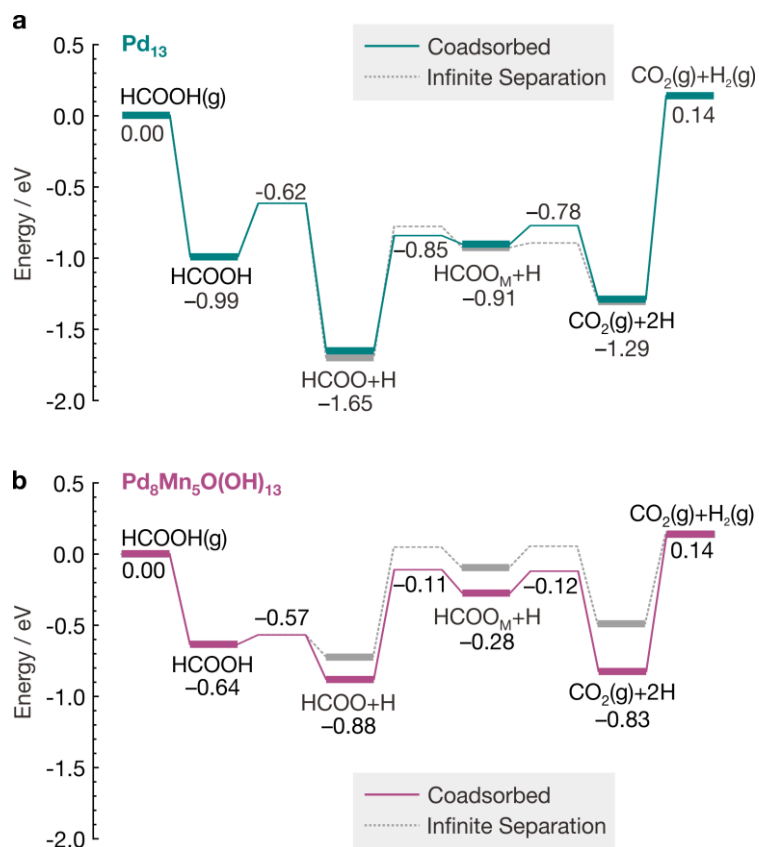 a
Pd₁₃
Coadsorbed
Infinite Separation
Energy / eV
0.5
0.0
-0.5
-1.0
-1.5
-2.0
HCOOH(g)
0.00
HCOOH
−0.99
-0.62
HCOO+H
−1.65
−0.85
HCOO_M+H
−0.91
−0.78
CO₂(g)+2H
−1.29
CO₂(g)+H₂(g)
0.14
b
Pd₈Mn₅O(OH)₁₃
Energy / eV
0.5
0.0
-0.5
-1.0
-1.5
-2.0
HCOOH(g)
0.00
HCOOH
−0.64
−0.57
HCOO+H
−0.88
−0.11
HCOO_M+H
−0.28
−0.12
CO₂(g)+2H
−0.83
CO₂(g)+H₂(g)
0.14
Coadsorbed
Infinite Separation